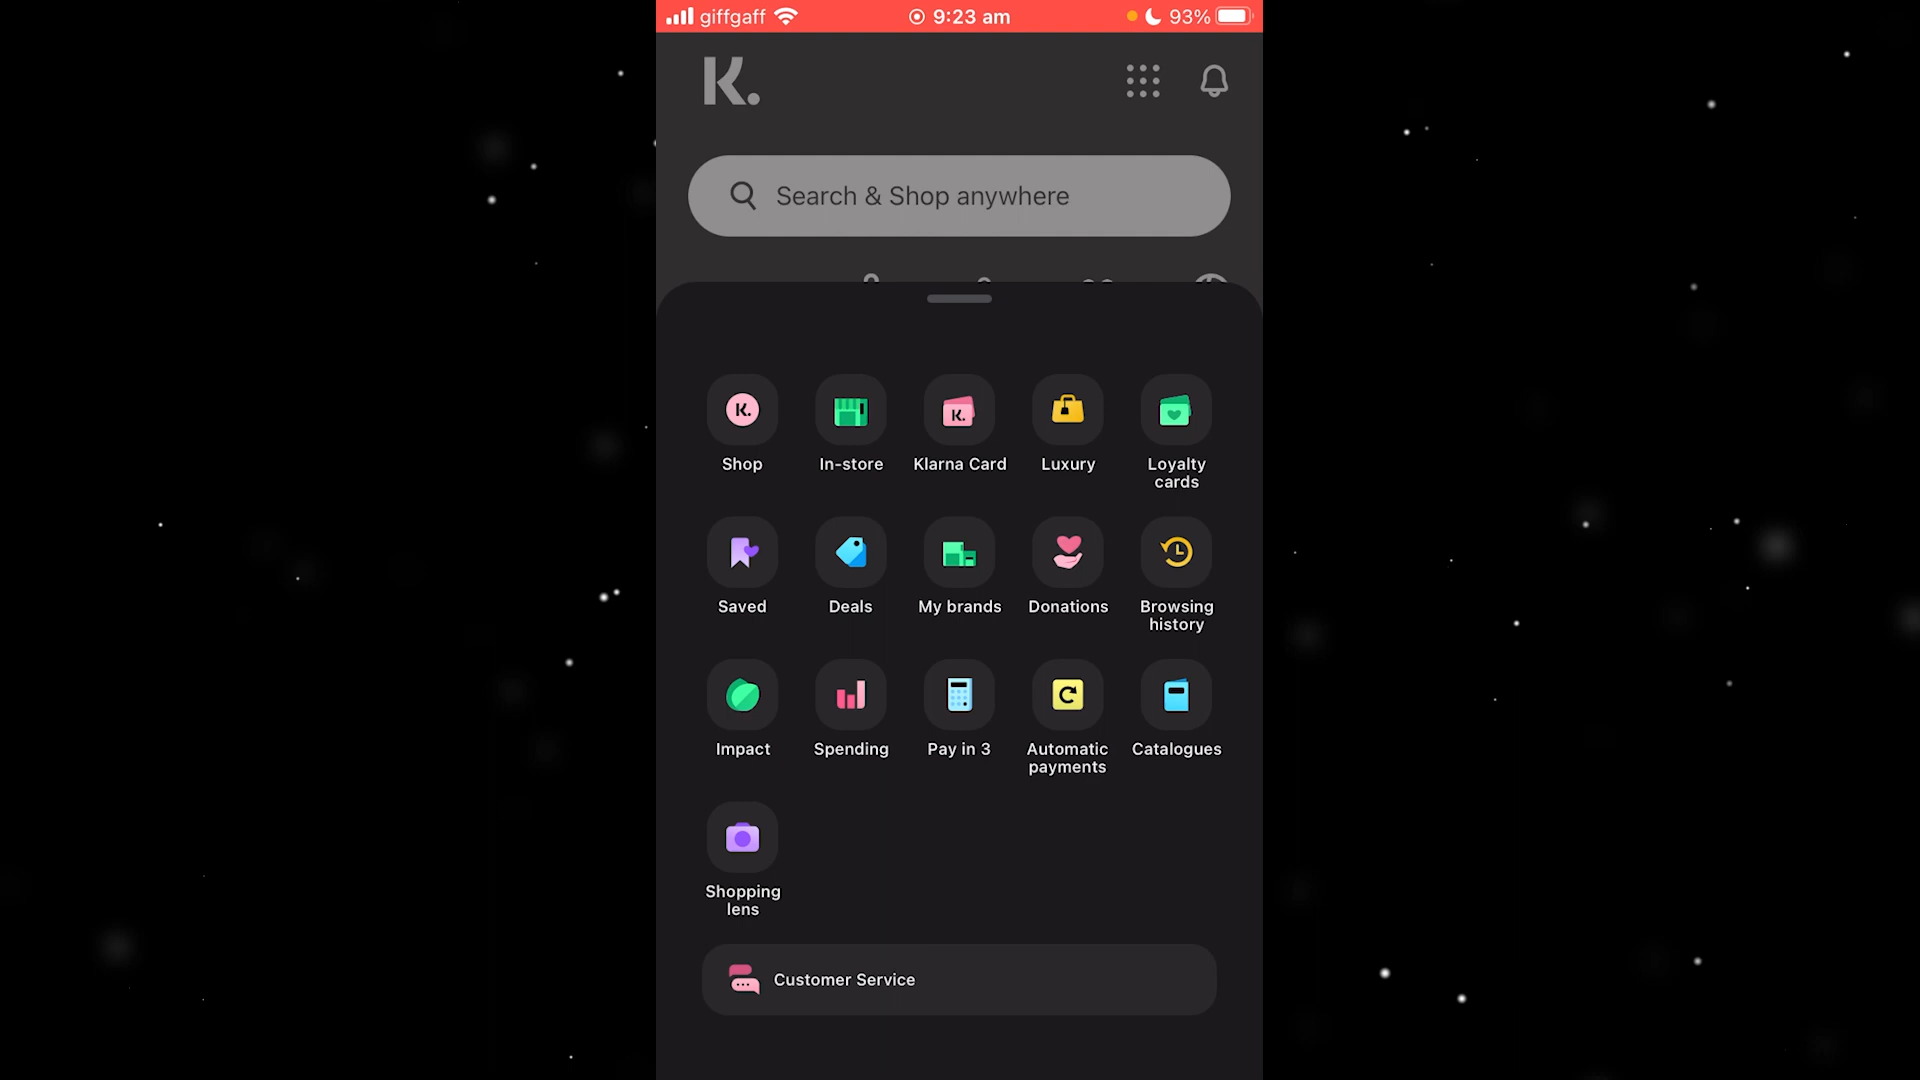 giffgaff 9:23 am 93%
K.
Search & Shop anywhere
K. K.
Shop In-store Klarna Card Luxury Loyalty
cards
Saved Deals My brands Donations Browsing
history
Impact Spending Pay in 3 Automatic Catalogues
payments
Shopping
lens
Customer Service